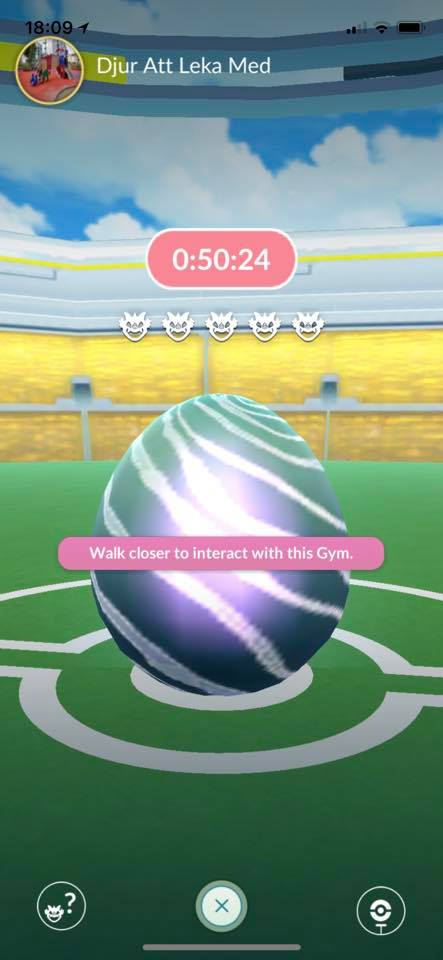 18:09
Djur Att Leka Med
0:50:24
Walk closer to interact with this Gym.
?